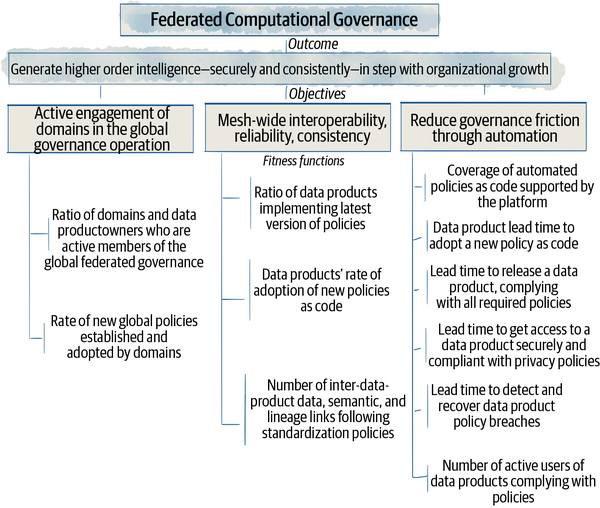 Federated Computational Governance
Outcome
Generate higher order intelligence—securely and consistently—in step with organizational growth
Objectives
Active engagement of
domains in the global
governance operation
Ratio of domains and data
productowners who are
active members of the
global federated governance
Rate of new global policies
established and
adopted by domains
Mesh-wide interoperability,
reliability, consistency
Fitness functions
Ratio of data products
implementing latest
version of policies
Data products' rate of
adoption of new policies
as code
Number of inter-data-
product data, semantic, and
lineage links following
standardization policies
Reduce governance friction
through automation
Coverage of automated
policies as code supported by
the platform
Data product lead time to
adopt a new policy as code
Lead time to release a data
product, complying
with all required policies
Lead time to get access to a
data product securely and
compliant with privacy policies
Lead time to detect and
recover data product
policy breaches
Number of active users of
data products complying with
policies